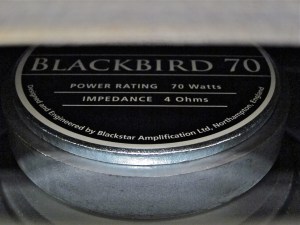 BLACKBIRD 70
POWER RATING 70 Watts
IMPEDANCE 4 Ohms
Designed and Engineered by Blackstar Amplification Ltd, Northampton, England